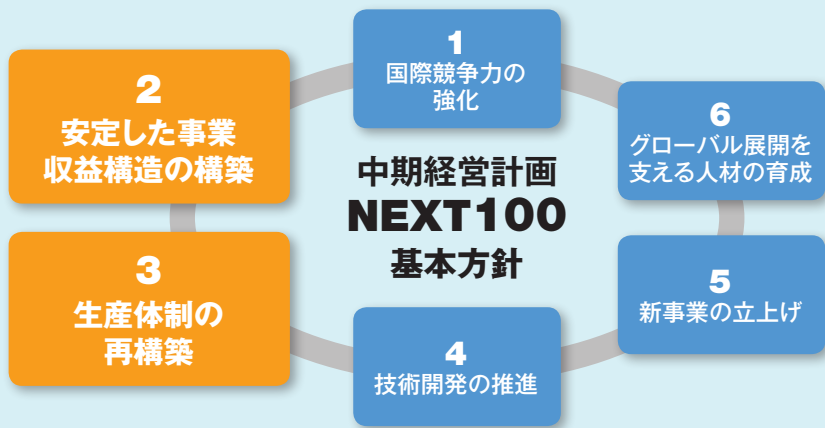 中期経営計画
NEXT100
基本方針
1
国際競争力の
強化
2
安定した事業
収益構造の構築
3
生産体制の
再構築
4
技術開発の推進
5
新事業の立上げ
6
グローバル展開を
支える人材の育成